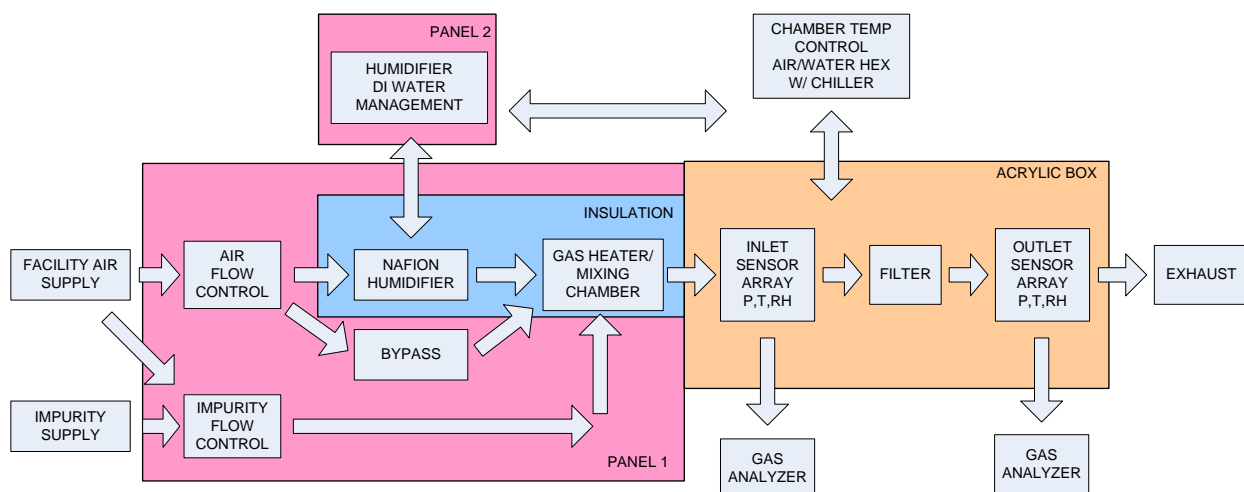 PANEL 2
HUMIDIFIER
DI WATER
MANAGEMENT
CHAMBER TEMP
CONTROL
AIR/WATER HEX
W/ CHILLER
ACRYLIC BOX
INSULATION
FACILITY AIR
SUPPLY
AIR
FLOW
CONTROL
NAFION
HUMIDIFIER
GAS HEATER/
MIXING
CHAMBER
INLET
SENSOR
ARRAY
P,T,RH
FILTER
OUTLET
SENSOR
ARRAY
P,T,RH
EXHAUST
BYPASS
IMPURITY
SUPPLY
IMPURITY
FLOW
CONTROL
PANEL 1
GAS
ANALYZER
GAS
ANALYZER